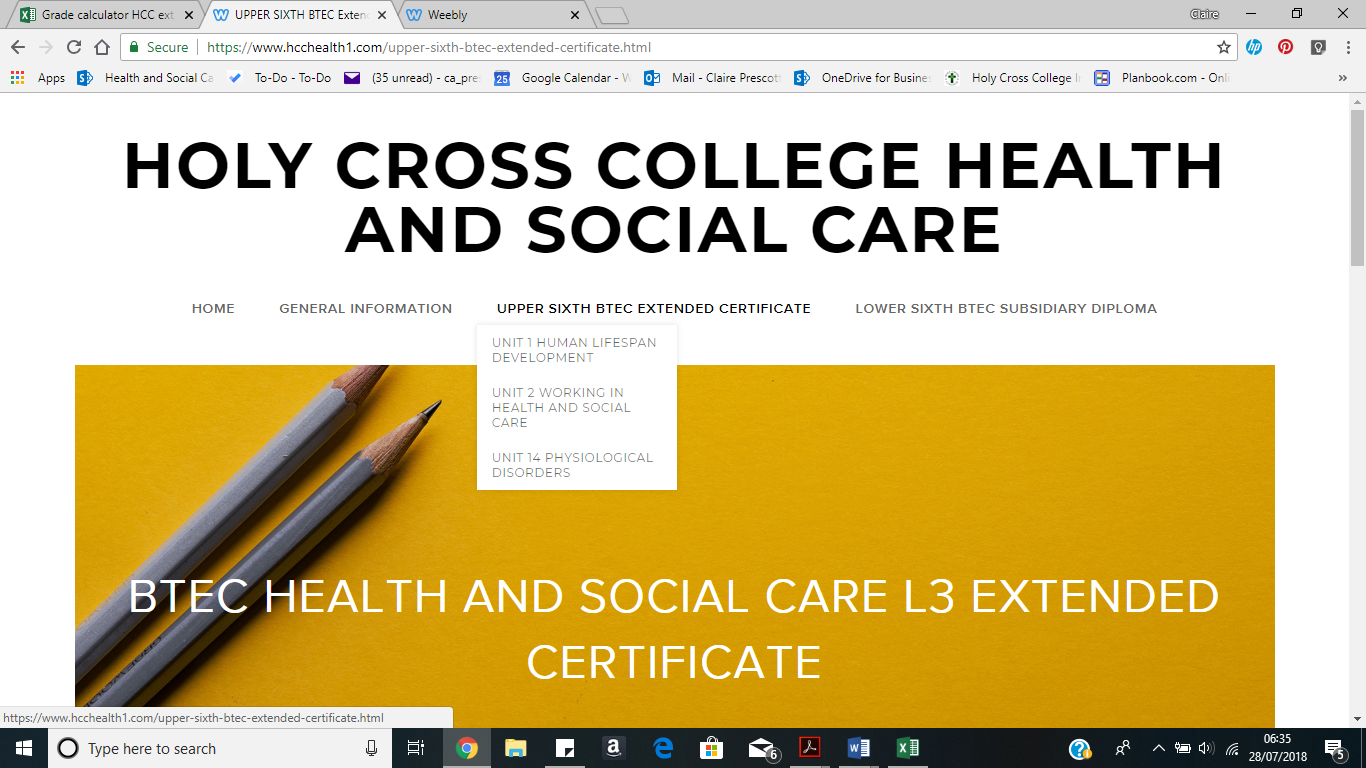 Grade calculator HCC ext
UPPER SIXTH BTEC Exten
Weebly
Claire
Secure
https://www.hcchealth1.com/upper-sixth-btec-extended-certificate.html
Apps
Health and Social Ca
To-Do - To-Do
(35 unread) - ca_pres
Google Calendar - W
Mail - Claire Prescott
OneDrive for Busines
Holy Cross College I
Planbook.com - Onli
HOLY CROSS COLLEGE HEALTH
AND SOCIAL CARE
HOME
GENERAL INFORMATION
UPPER SIXTH BTEC EXTENDED CERTIFICATE
LOWER SIXTH BTEC SUBSIDIARY DIPLOMA
UNIT 1 HUMAN LIFESPAN
DEVELOPMENT
UNIT 2 WORKING IN
HEALTH AND SOCIAL
CARE
UNIT 14 PHYSIOLOGICAL
DISORDERS
BTEC HEALTH AND SOCIAL CARE L3 EXTENDED
CERTIFICATE
https://www.hcchealth1.com/upper-sixth-btec-extended-certificate.html
Type here to search
6
06:35
28/07/2018
5